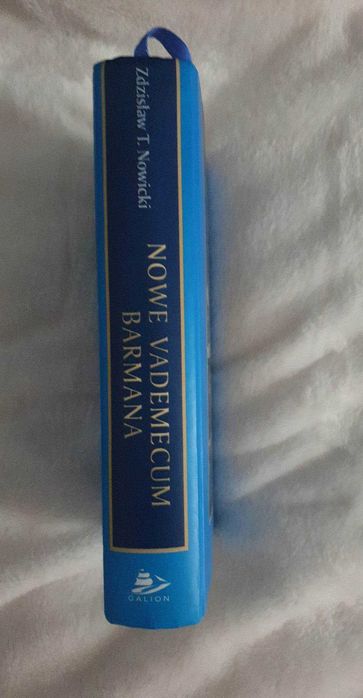 Zdzisław T. Nowicki
NOWE VADEMECUM
BARMANA
GALION